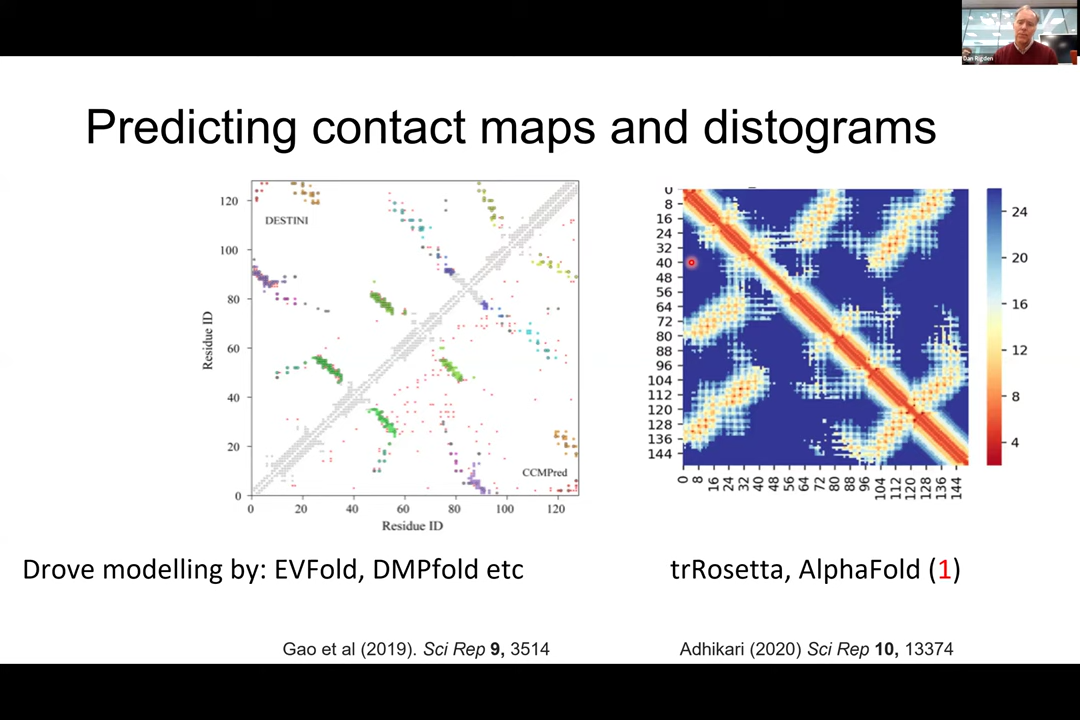 Dan Rigden
Predicting contact maps and distograms
DESTINI
CCMPred
Residue ID
120
100
80
60
40
20
0
0 20 40 60 80 100 120
Residue ID
0
8
16
24
32
40
48
56
64
72
80
88
96
104
112
120
128
136
144
0 8 16 24 32 40 48 56 64 72 80 88 96 104 112 120 128 136 144
24
20
16
12
8
4
Drove modelling by: EVFold, DMPfold etc
trRosetta, AlphaFold (1)
Gao et al (2019). Sci Rep 9, 3514
Adhikari (2020) Sci Rep 10, 13374